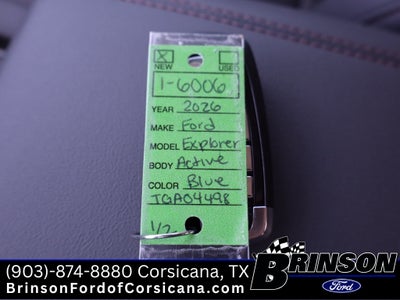 NEW USED
1-6006
YEAR 2026
MAKE Ford
MODEL Explorer
BODY Active
COLOR Blue
TGA04498
1/2
(903)-874-8880 Corsicana, TX
BrinsonFordofCorsicana.com
BRINSON
Ford